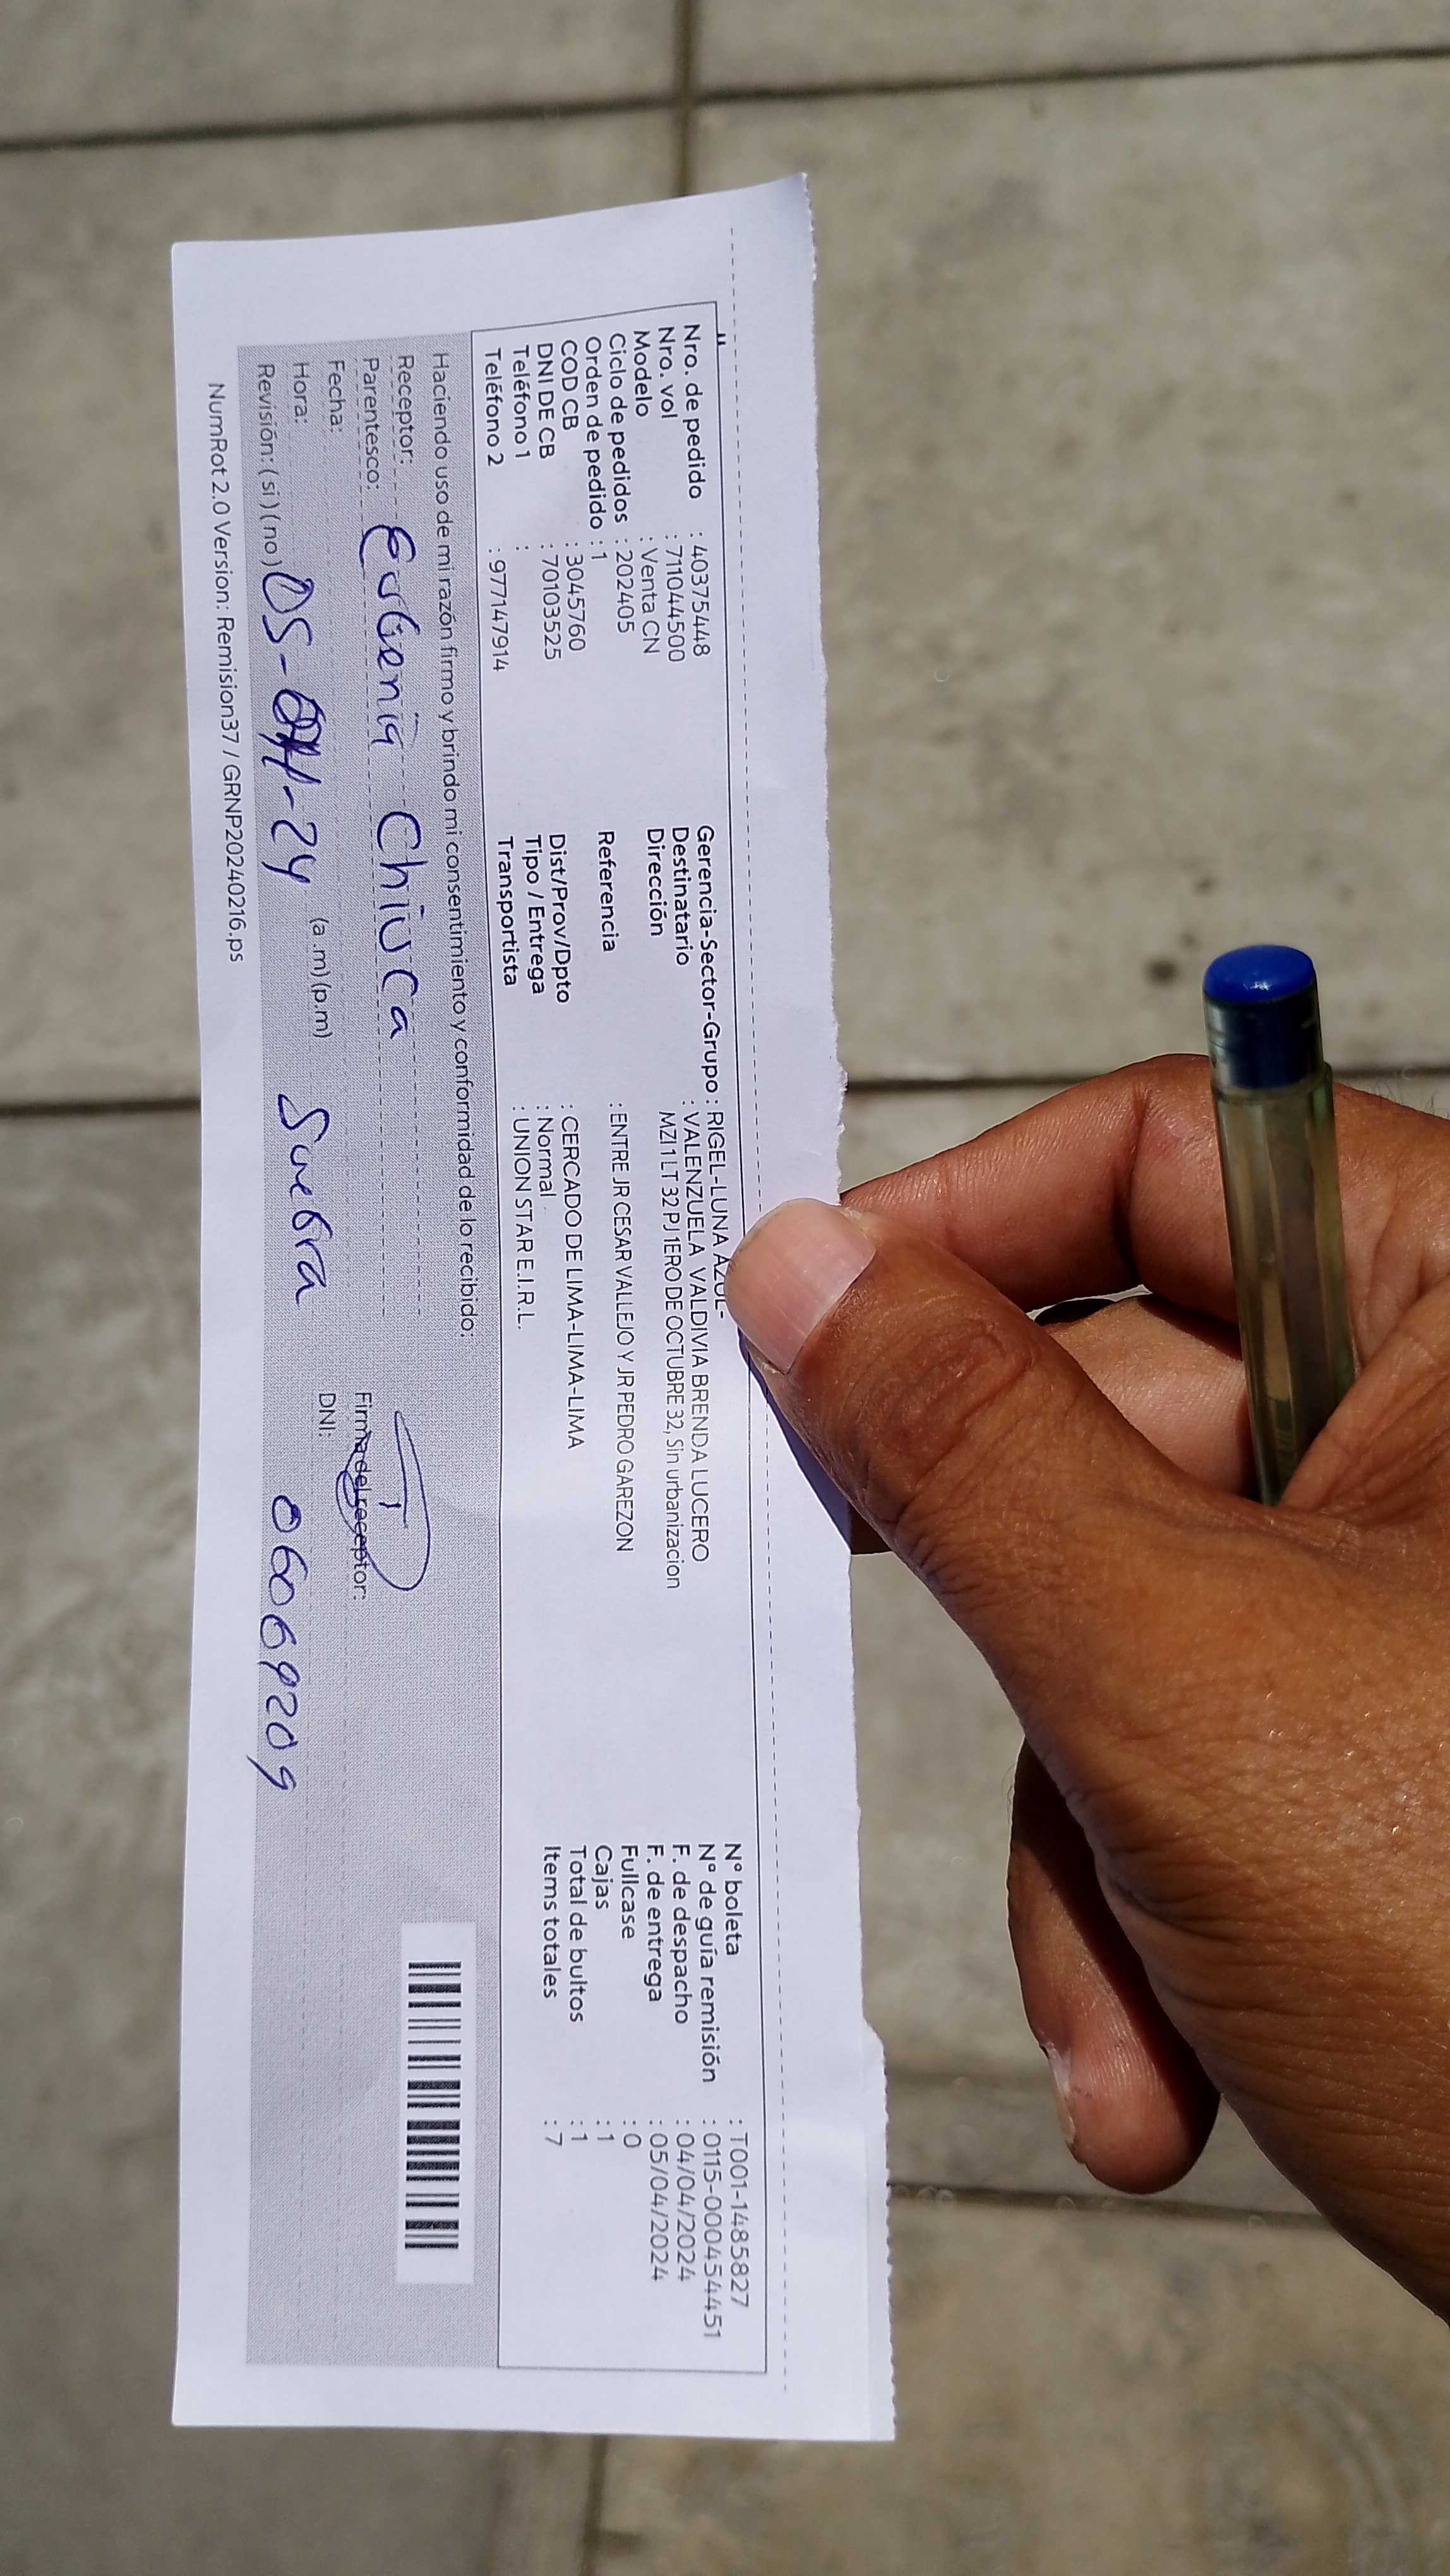 Nro. de pedido : 40375448
Nro. vol : 711044500
Modelo : Venta CN
Ciclo de pedidos : 202405
Orden de pedido : 1
COD CB : 3045760
DNI DE CB : 70103525
Teléfono 1 :
Teléfono 2 : 977147914
Gerencia-Sector-Grupo : RIGEL-LUNA AZUL-
Destinatario : VALENZUELA VALDIVIA BRENDA LUCERO
Dirección MZI1 LT 32 PJ 1ERO DE OCTUBRE 32, Sin urbanizacion
Referencia : ENTRE JR CESAR VALLEJO Y JR PEDRO GAREZON
Dist/Prov/Dpto : CERCADO DE LIMA-LIMA-LIMA
Tipo / Entrega : Normal
Transportista : UNION STAR E.I.R.L.
N° boleta : T001-1485827
N° de guía remisión : 0115-000454451
F. de despacho : 04/04/2024
F. de entrega : 05/04/2024
Fullcase : 0
Cajas : 1
Total de bultos : 1
Items totales : 7
Haciendo uso de mi razón firmo y brindo mi consentimiento y conformidad de lo recibido:
Receptor: Eugenia Chiuca
Parentesco:
Fecha:
Hora: (a .m) (p.m)
Revisión: ( si ) ( no ) 05-04-24 Suegra
Firma del receptor:
DNI: 06069209
NumRot 2.0 Version: Remision37 / GRNP20240216.ps